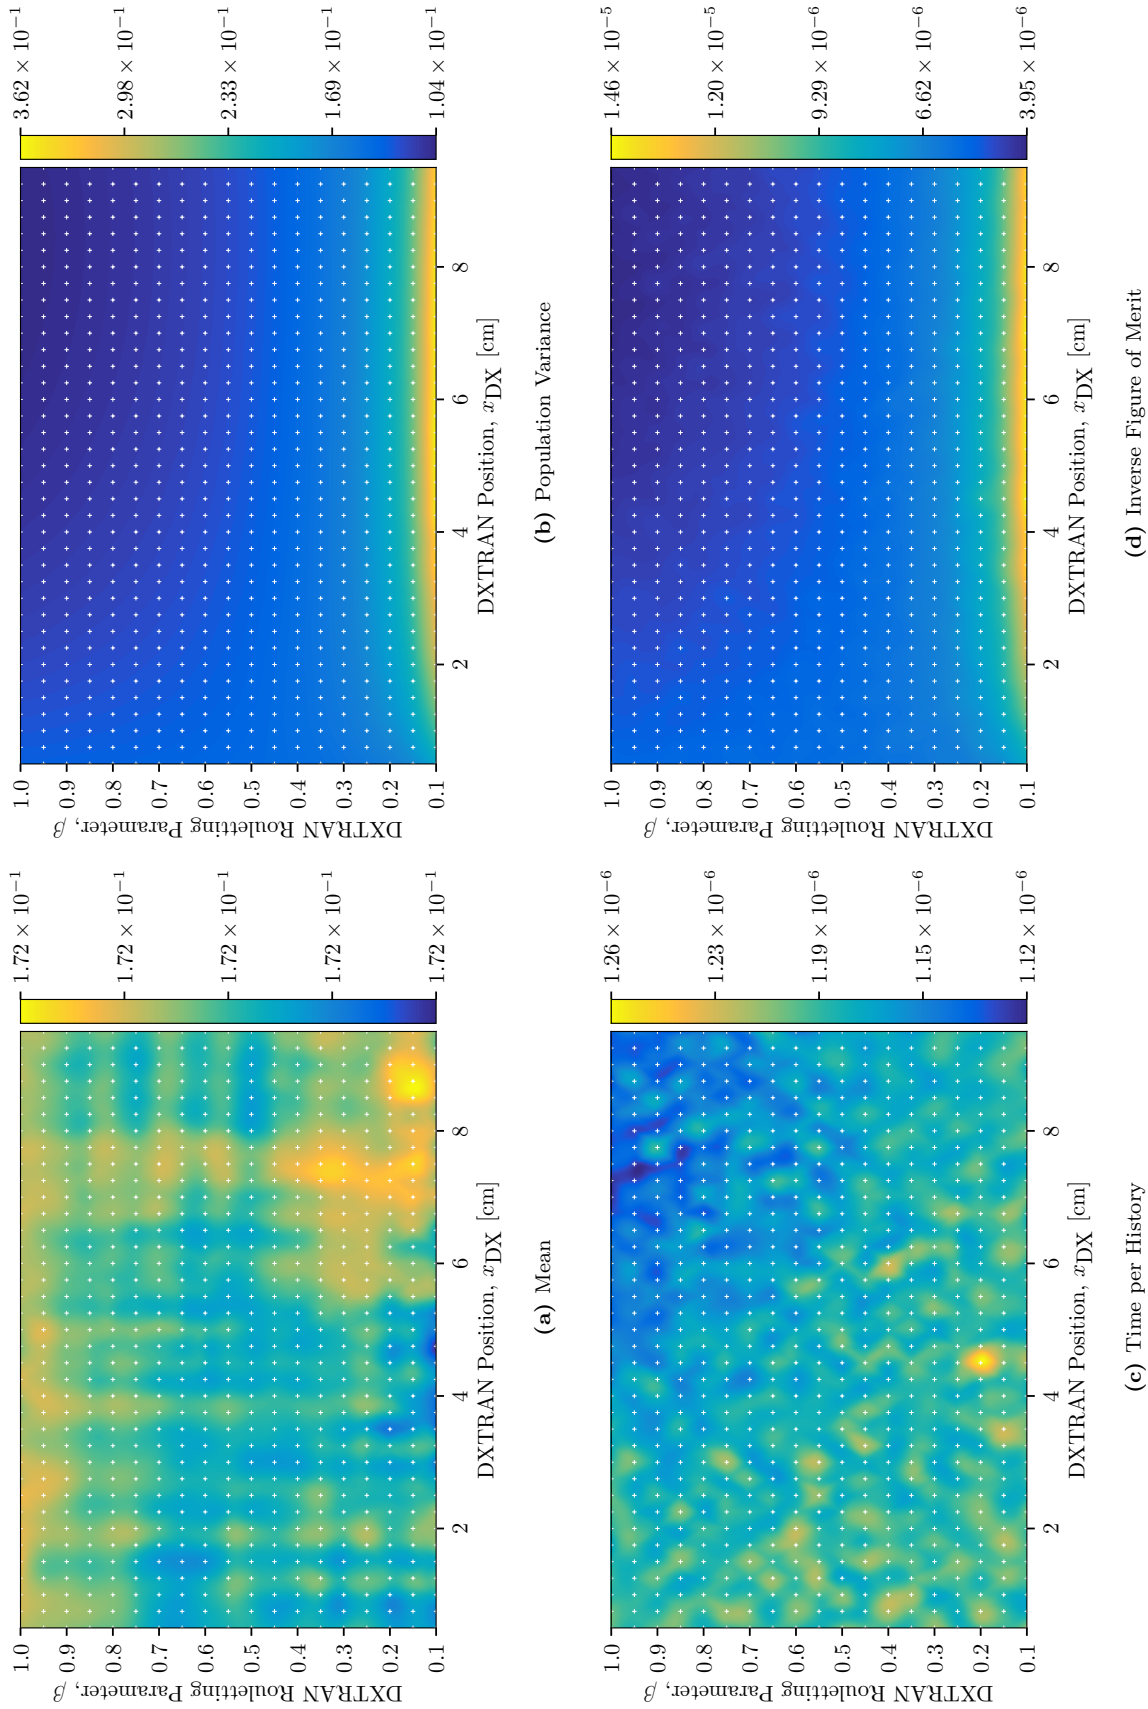 1.0
0.9
0.8
0.7
0.6
0.5
0.4
0.3
0.2
0.1
DXTRAN Rouletting Parameter, β
2
4
6
8
DXTRAN Position, xDX [cm]
1.72 × 10⁻¹
1.72 × 10⁻¹
1.72 × 10⁻¹
1.72 × 10⁻¹
1.72 × 10⁻¹
(a) Mean
1.0
0.9
0.8
0.7
0.6
0.5
0.4
0.3
0.2
0.1
DXTRAN Rouletting Parameter, β
2
4
6
8
DXTRAN Position, xDX [cm]
3.62 × 10⁻¹
2.98 × 10⁻¹
2.33 × 10⁻¹
1.69 × 10⁻¹
1.04 × 10⁻¹
(b) Population Variance
1.0
0.9
0.8
0.7
0.6
0.5
0.4
0.3
0.2
0.1
DXTRAN Rouletting Parameter, β
2
4
6
8
DXTRAN Position, xDX [cm]
1.26 × 10⁻⁶
1.23 × 10⁻⁶
1.19 × 10⁻⁶
1.15 × 10⁻⁶
1.12 × 10⁻⁶
(c) Time per History
1.0
0.9
0.8
0.7
0.6
0.5
0.4
0.3
0.2
0.1
DXTRAN Rouletting Parameter, β
2
4
6
8
DXTRAN Position, xDX [cm]
1.46 × 10⁻⁵
1.20 × 10⁻⁵
9.29 × 10⁻⁶
6.62 × 10⁻⁶
3.95 × 10⁻⁶
(d) Inverse Figure of Merit